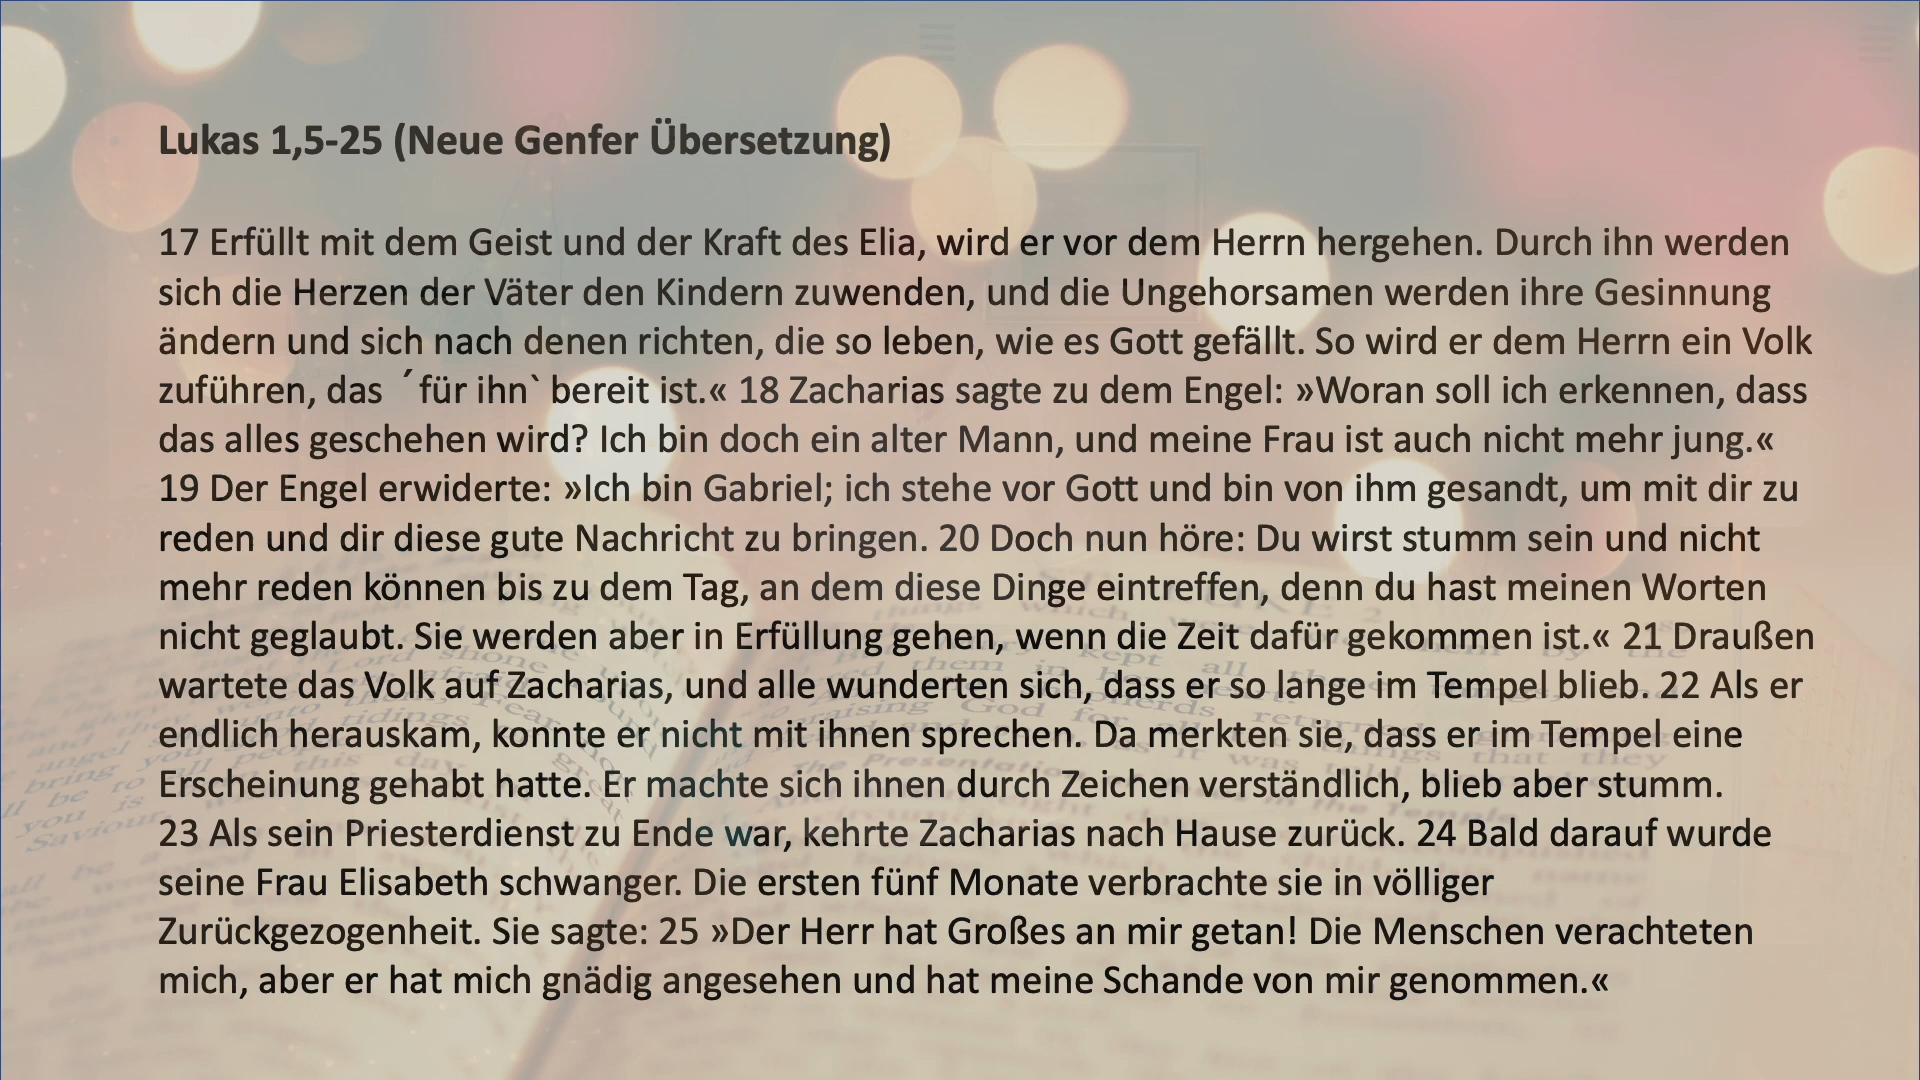 Lukas 1,5-25 (Neue Genfer Übersetzung)
17 Erfüllt mit dem Geist und der Kraft des Elia, wird er vor dem Herrn hergehen. Durch ihn werden
sich die Herzen der Väter den Kindern zuwenden, und die Ungehorsamen werden ihre Gesinnung
ändern und sich nach denen richten, die so leben, wie es Gott gefällt. So wird er dem Herrn ein Volk
zuführen, das ´für ihn` bereit ist.« 18 Zacharias sagte zu dem Engel: »Woran soll ich erkennen, dass
das alles geschehen wird? Ich bin doch ein alter Mann, und meine Frau ist auch nicht mehr jung.«
19 Der Engel erwiderte: »Ich bin Gabriel; ich stehe vor Gott und bin von ihm gesandt, um mit dir zu
reden und dir diese gute Nachricht zu bringen. 20 Doch nun höre: Du wirst stumm sein und nicht
mehr reden können bis zu dem Tag, an dem diese Dinge eintreffen, denn du hast meinen Worten
nicht geglaubt. Sie werden aber in Erfüllung gehen, wenn die Zeit dafür gekommen ist.« 21 Draußen
wartete das Volk auf Zacharias, und alle wunderten sich, dass er so lange im Tempel blieb. 22 Als er
endlich herauskam, konnte er nicht mit ihnen sprechen. Da merkten sie, dass er im Tempel eine
Erscheinung gehabt hatte. Er machte sich ihnen durch Zeichen verständlich, blieb aber stumm.
23 Als sein Priesterdienst zu Ende war, kehrte Zacharias nach Hause zurück. 24 Bald darauf wurde
seine Frau Elisabeth schwanger. Die ersten fünf Monate verbrachte sie in völliger
Zurückgezogenheit. Sie sagte: 25 »Der Herr hat Großes an mir getan! Die Menschen verachteten
mich, aber er hat mich gnädig angesehen und hat meine Schande von mir genommen.«